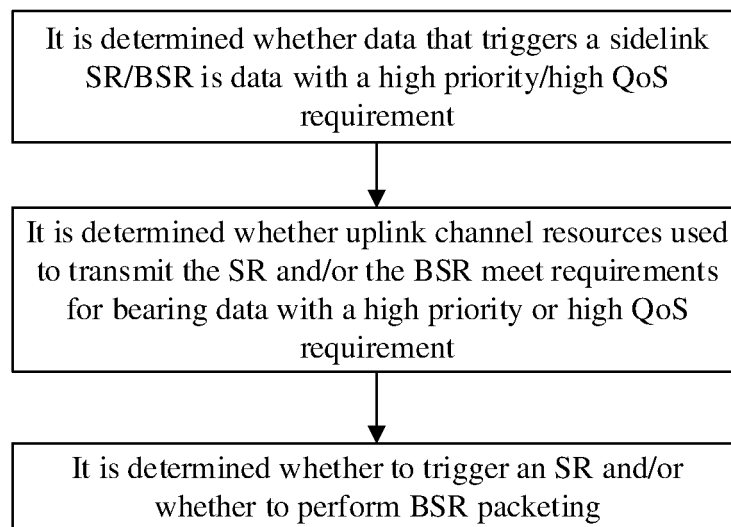 It is determined whether data that triggers a sidelink
SR/BSR is data with a high priority/high QoS
requirement
It is determined whether uplink channel resources used
to transmit the SR and/or the BSR meet requirements
for bearing data with a high priority or high QoS
requirement
It is determined whether to trigger an SR and/or
whether to perform BSR packeting